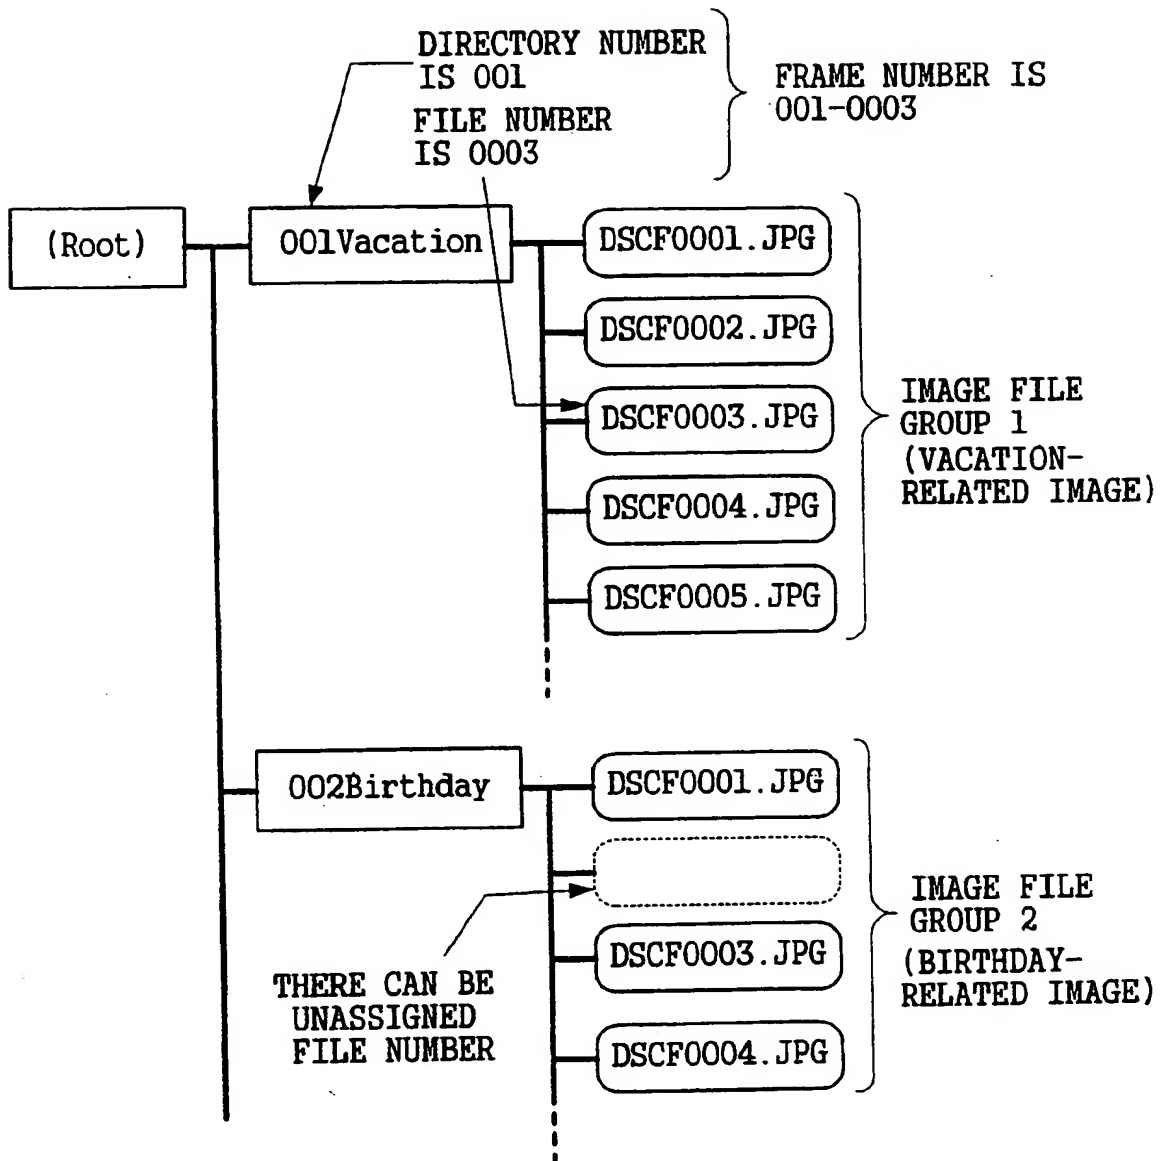 DIRECTORY NUMBER
IS 001
FILE NUMBER
IS 0003
FRAME NUMBER IS
001-0003
(Root)
001Vacation
DSCF0001.JPG
DSCF0002.JPG
DSCF0003.JPG
DSCF0004.JPG
DSCF0005.JPG
IMAGE FILE
GROUP 1
(VACATION-
RELATED IMAGE)
002Birthday
DSCF0001.JPG
DSCF0003.JPG
DSCF0004.JPG
THERE CAN BE
UNASSIGNED
FILE NUMBER
IMAGE FILE
GROUP 2
(BIRTHDAY-
RELATED IMAGE)